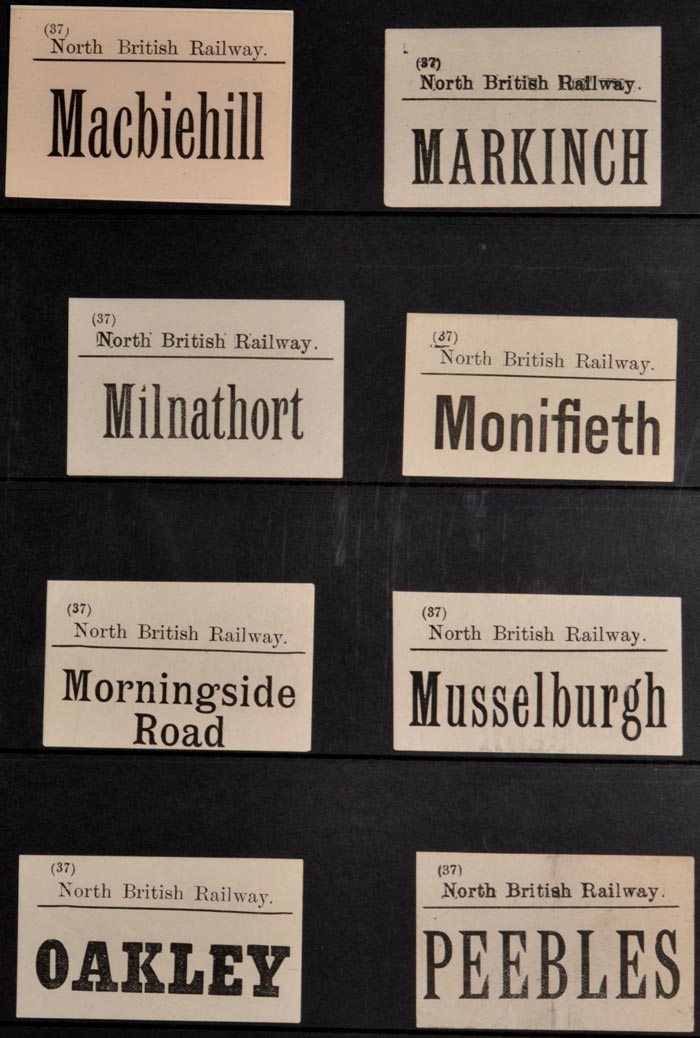 (37)
North British Railway.
Macbiehill
(37)
North British Railway.
MARKINCH
(37)
North British Railway.
Milnathort
(37)
North British Railway.
Monifieth
(37)
North British Railway.
Morningside
Road
(37)
North British Railway.
Musselburgh
(37)
North British Railway.
OAKLEY
(37)
North British Railway.
PEEBLES